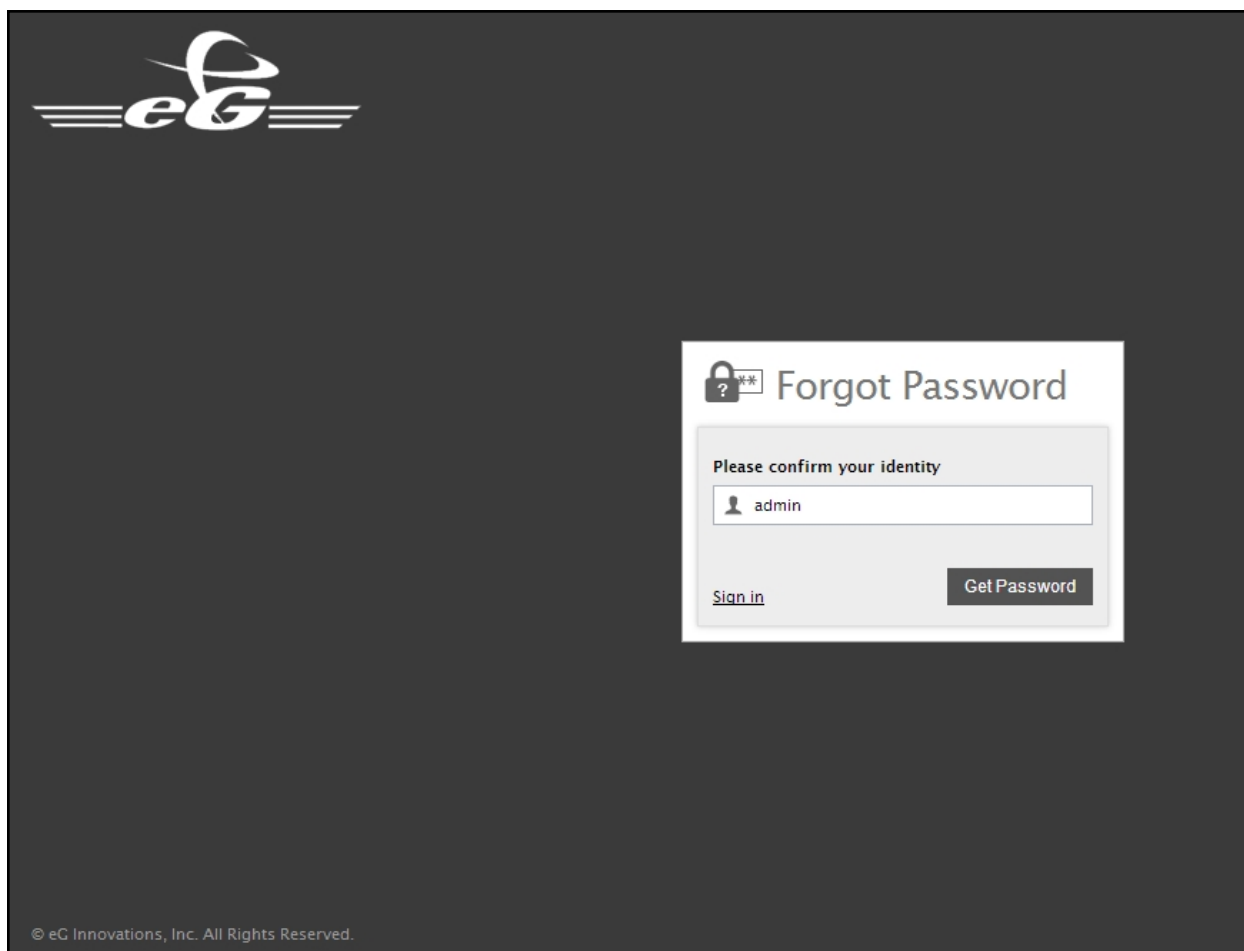 eG
? **
Forgot Password
Please confirm your identity
admin
Sign in
Get Password
© eG Innovations, Inc. All Rights Reserved.